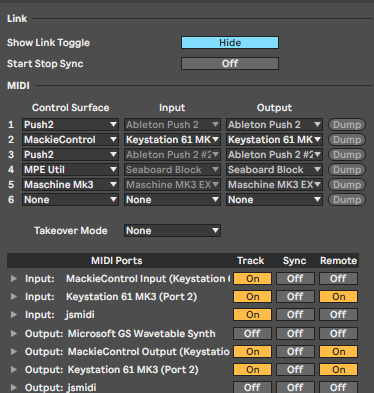 Link
Show Link Toggle Hide
Start Stop Sync Off
MIDI
Control Surface Input Output
1 Push2 Ableton Push 2 Ableton Push 2 Dump
2 MackieControl Keystation 61 MK Keystation 61 MK Dump
3 Push2 Ableton Push 2 #2 Ableton Push 2 #2 Dump
4 MPE Util Seaboard Block Seaboard Block Dump
5 Maschine Mk3 Maschine MK3 EX Maschine MK3 EX Dump
6 None None None Dump
Takeover Mode None
MIDI Ports Track Sync Remote
Input: MackieControl Input (Keystation ( On Off Off
Input: Keystation 61 MK3 (Port 2) On Off On
Input: jsmidi On Off Off
Output: Microsoft GS Wavetable Synth Off Off Off
Output: MackieControl Output (Keystatio On Off On
Output: Keystation 61 MK3 (Port 2) On Off On
Output: jsmidi Off Off Off